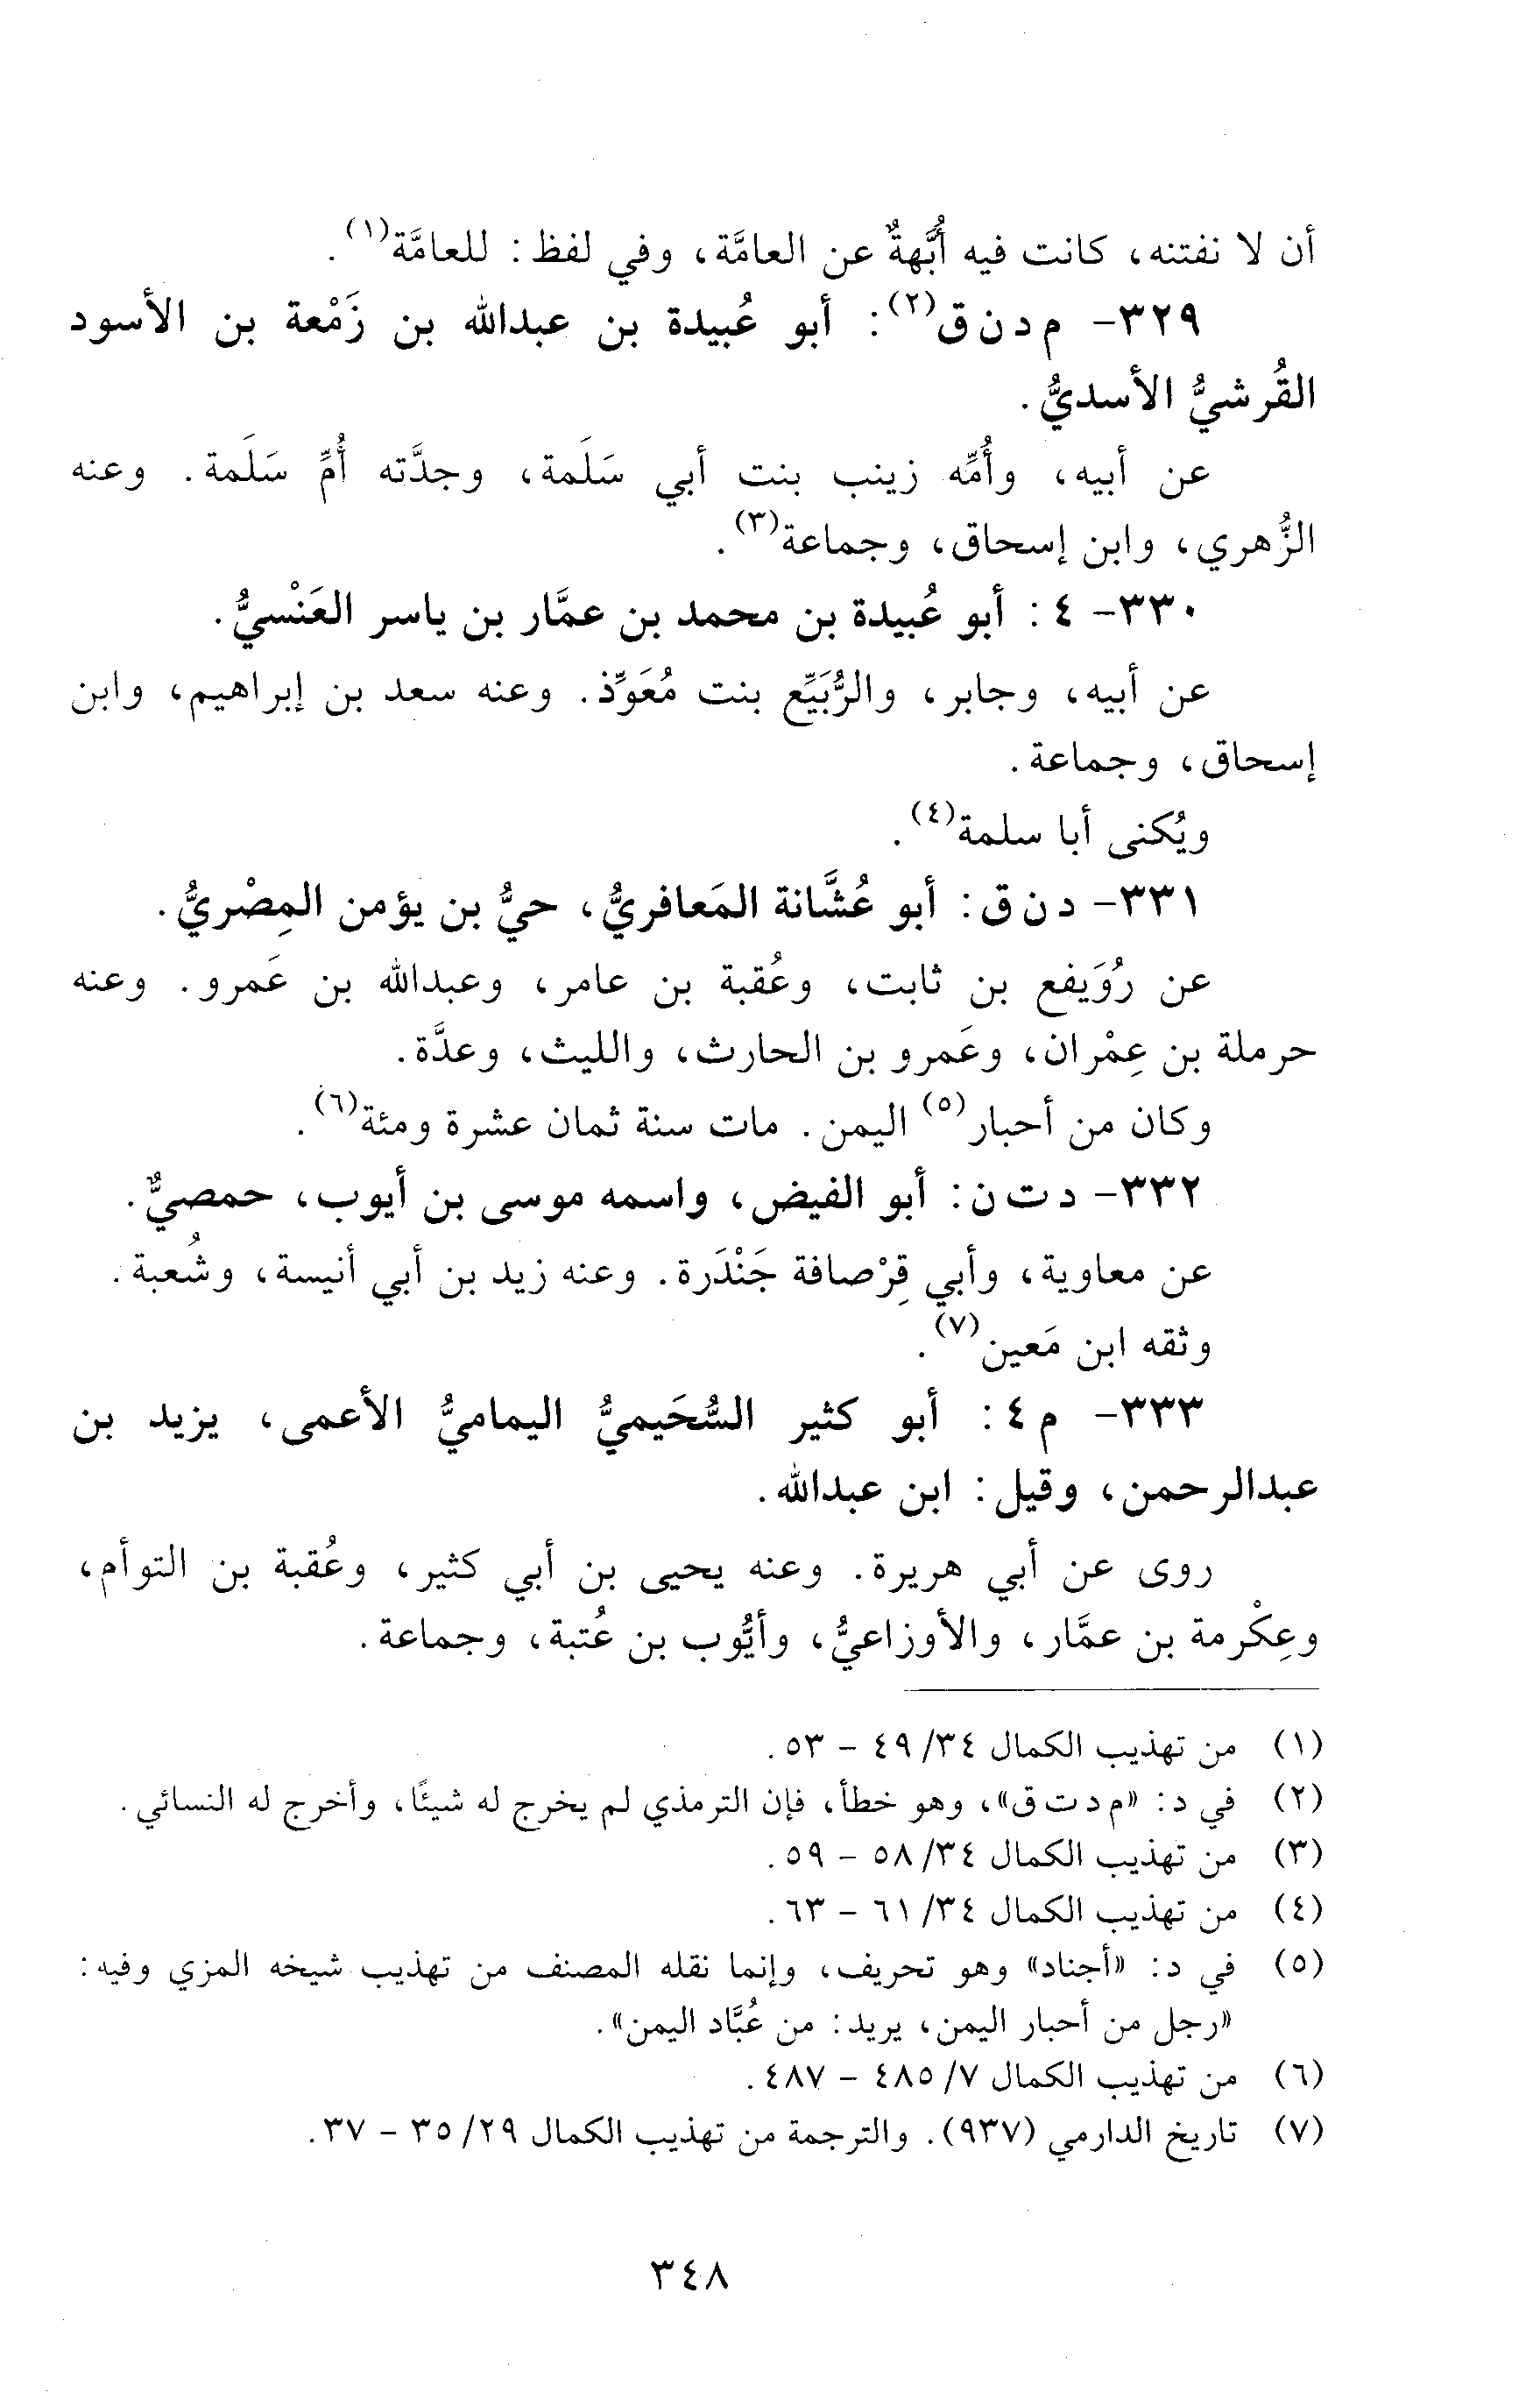 أن لا نفتنه، كانت فيه أُبَّهةٌ عن العامَّة، وفي لفظ: للعامَّة(١).
٣٢٩- م د ن ق(٢): أبو عُبيدة بن عبدالله بن زَمْعة بن الأسود
القُرشيُّ الأسديُّ.
عن أبيه، وأُمِّه زينب بنت أبي سَلَمة، وجدَّته أُمِّ سَلَمة. وعنه
الزُّهري، وابن إسحاق، وجماعة(٣).
٣٣٠- ٤: أبو عُبيدة بن محمد بن عمَّار بن ياسر العَنْسيُّ.
عن أبيه، وجابر، والرُّبَيِّع بنت مُعَوِّذ. وعنه سعد بن إبراهيم، وابن
إسحاق، وجماعة.
ويُكنى أبا سلمة(٤).
٣٣١- د ن ق: أبو عُشَّانة المَعافريُّ، حيُّ بن يؤمن المِصْريُّ.
عن رُوَيفع بن ثابت، وعُقبة بن عامر، وعبدالله بن عَمرو. وعنه
حرملة بن عِمْران، وعَمرو بن الحارث، والليث، وعدَّة.
وكان من أحبار(٥) اليمن. مات سنة ثمان عشرة ومئة(٦).
٣٣٢- د ت ن: أبو الفيض، واسمه موسى بن أيوب، حمصيٌّ.
عن معاوية، وأبي قِرْصافة جَنْدَرة. وعنه زيد بن أبي أنيسة، وشُعبة.
وثقه ابن مَعين(٧).
٣٣٣- م ٤: أبو كثير السُّحَيميُّ اليماميُّ الأعمى، يزيد بن
عبدالرحمن، وقيل: ابن عبدالله.
روى عن أبي هريرة. وعنه يحيى بن أبي كثير، وعُقبة بن التوأم،
وعِكْرمة بن عمَّار، والأوزاعيُّ، وأيُّوب بن عُتبة، وجماعة.
(١) من تهذيب الكمال ٣٤/ ٤٩ - ٥٣.
(٢) في د: «م د ت ق»، وهو خطأ، فإن الترمذي لم يخرج له شيئًا، وأخرج له النسائي.
(٣) من تهذيب الكمال ٣٤/ ٥٨ - ٥٩.
(٤) من تهذيب الكمال ٣٤/ ٦١ - ٦٣.
(٥) في د: «أجناد» وهو تحريف، وإنما نقله المصنف من تهذيب شيخه المزي وفيه:
«رجل من أحبار اليمن، يريد: من عُبَّاد اليمن».
(٦) من تهذيب الكمال ٧/ ٤٨٥ - ٤٨٧.
(٧) تاريخ الدارمي (٩٣٧). والترجمة من تهذيب الكمال ٢٩/ ٣٥ - ٣٧.
٣٤٨